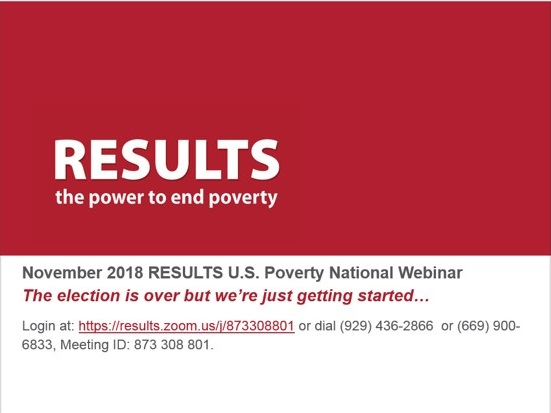 RESULTS
the power to end poverty
November 2018 RESULTS U.S. Poverty National Webinar
The election is over but we’re just getting started…
Login at: https://results.zoom.us/j/873308801 or dial (929) 436-2866 or (669) 900-
6833, Meeting ID: 873 308 801.